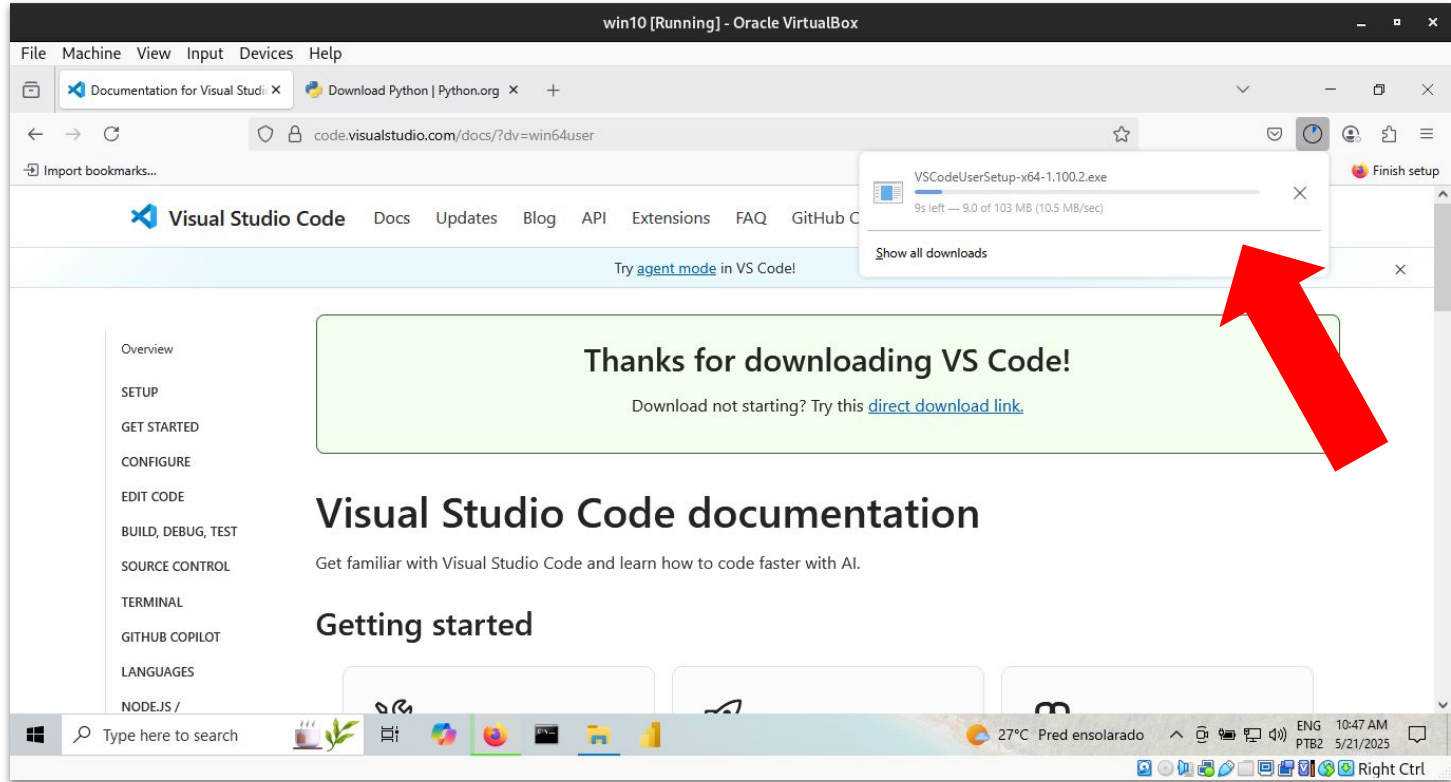 win10 [Running] - Oracle VirtualBox
File Machine View Input Devices Help
Documentation for Visual Studi
Download Python | Python.org
code.visualstudio.com/docs/?dv=win64user
Import bookmarks...
Finish setup
VSCodeUserSetup-x64-1.100.2.exe
9s left — 9.0 of 103 MB (10.5 MB/sec)
Show all downloads
Visual Studio Code Docs Updates Blog API Extensions FAQ GitHub C
Try agent mode in VS Code!
Thanks for downloading VS Code!
Download not starting? Try this direct download link.
Overview
SETUP
GET STARTED
CONFIGURE
EDIT CODE
BUILD, DEBUG, TEST
SOURCE CONTROL
TERMINAL
GITHUB COPILOT
LANGUAGES
NODE.JS /
Visual Studio Code documentation
Get familiar with Visual Studio Code and learn how to code faster with AI.
Getting started
Type here to search
27°C Pred ensolarado
ENG
PTB2
10:47 AM
5/21/2025
Right Ctrl